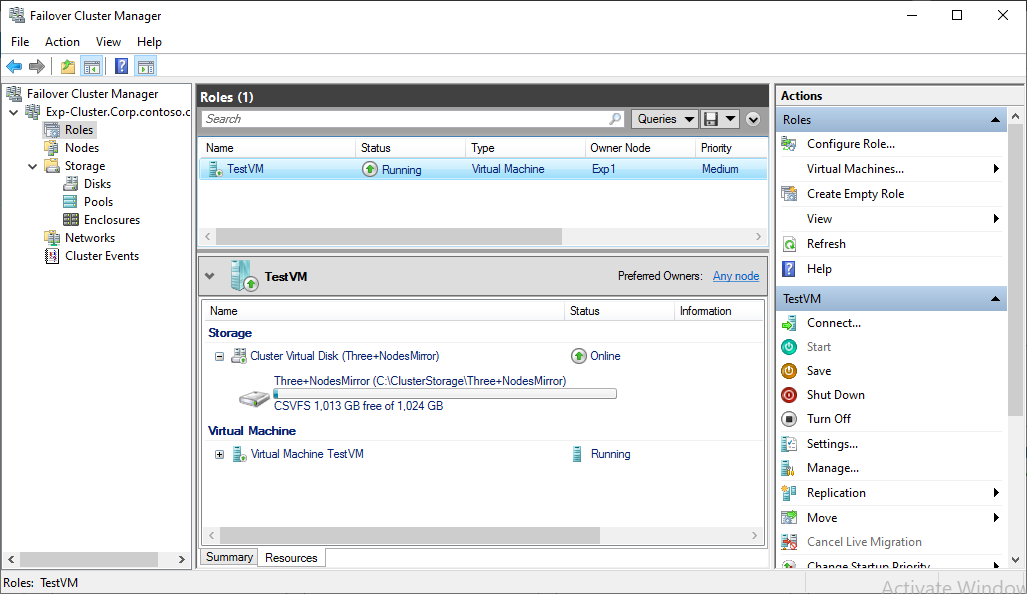 Failover Cluster Manager
File Action View Help
Failover Cluster Manager
Exp-Cluster.Corp.contoso.c
Roles
Nodes
Storage
Disks
Pools
Enclosures
Networks
Cluster Events
Roles (1)
Search
Queries
Name Status Type Owner Node Priority
TestVM Running Virtual Machine Exp1 Medium
TestVM
Preferred Owners: Any node
Name Status Information
Storage
Cluster Virtual Disk (Three+NodesMirror) Online
Three+NodesMirror (C:\ClusterStorage\Three+NodesMirror)
CSVFS 1,013 GB free of 1,024 GB
Virtual Machine
Virtual Machine TestVM Running
Summary Resources
Actions
Roles
Configure Role...
Virtual Machines...
Create Empty Role
View
Refresh
Help
TestVM
Connect...
Start
Save
Shut Down
Turn Off
Settings...
Manage...
Replication
Move
Cancel Live Migration
Change Startup Priority
Roles: TestVM
Activate Window